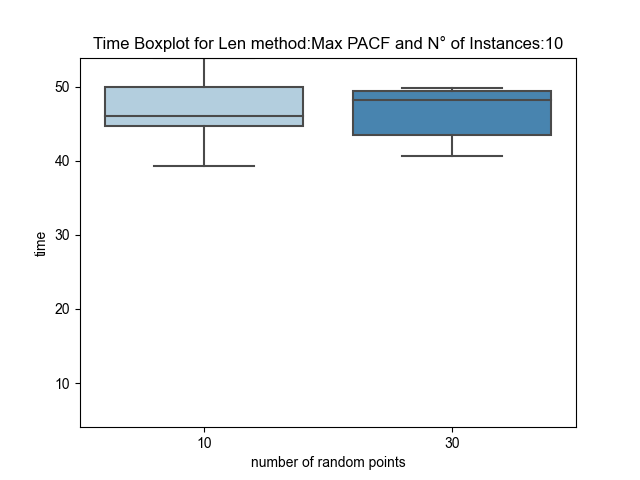 Time Boxplot for Len method:Max PACF and N° of Instances:10
50
40
30
20
10
time
10 30
number of random points